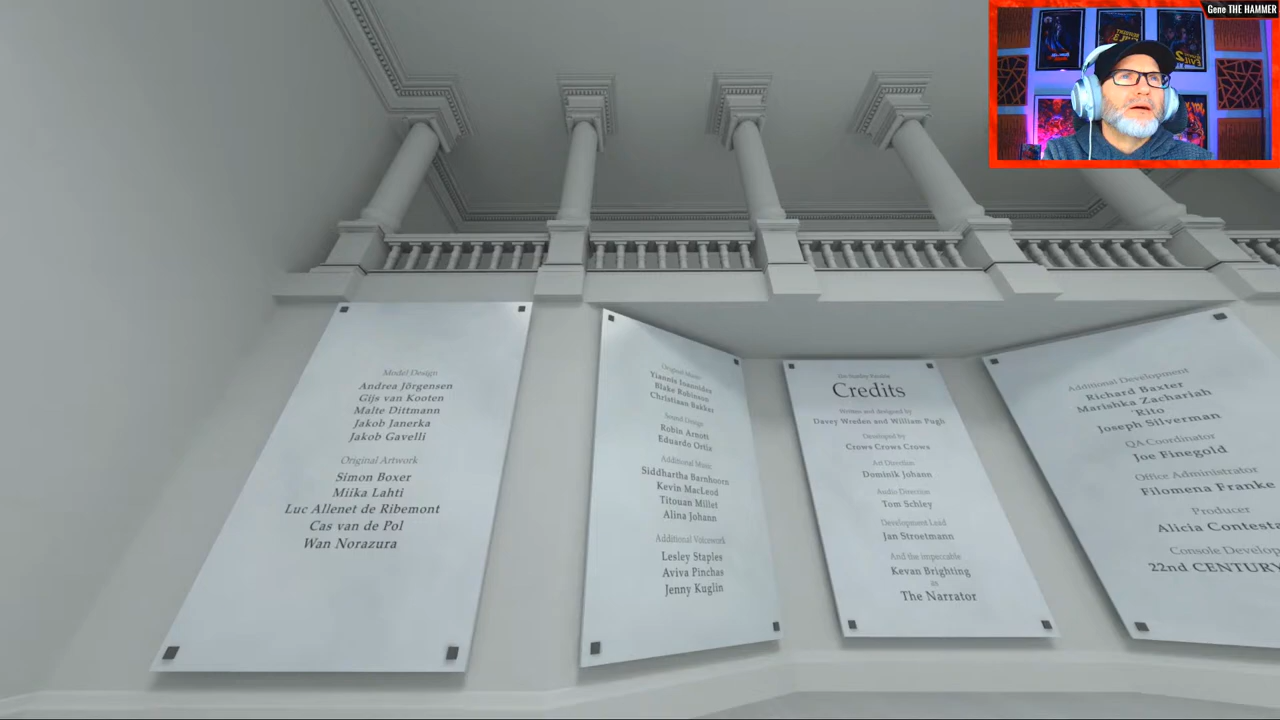 Gene THE HAMMER
Model Design
Andrea Jörgensen
Gijs van Kooten
Malte Dittmann
Jakob Janerka
Jakob Gavelli
Original Artwork
Simon Boxer
Miika Lahti
Luc Allenet de Ribemont
Cas van de Pol
Wan Norazura
Original Music
Yiannis Ioannides
Blake Robinson
Christiaan Bakker
Sound Design
Robin Arnott
Eduardo Ortiz
Additional Music
Siddhartha Barnhoorn
Kevin MacLeod
Titouan Millet
Alina Johann
Additional Voicework
Lesley Staples
Aviva Pinchas
Jenny Kuglin
The Stanley Parable
Credits
Written and designed by
Davey Wreden and William Pugh
Developed by
Crows Crows Crows
Art Direction
Dominik Johann
Audio Direction
Tom Schley
Development Lead
Jan Stroetmann
And the impeccable
Kevan Brighting
as
The Narrator
Additional Development
Richard Baxter
Marishka Zachariah
'Rito'
Joseph Silverman
QA Coordinator
Joe Finegold
Office Administrator
Filomena Franke
Producer
Alicia Contesta
Console Develop
22nd CENTURY